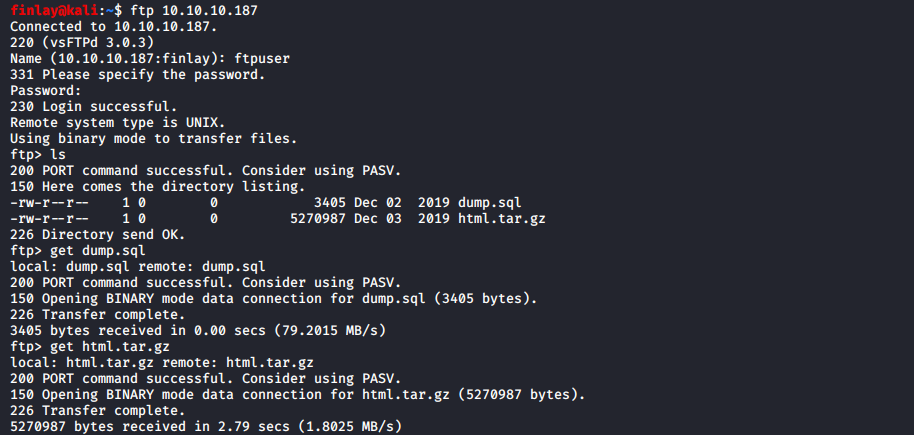 finlay@kali:~$ ftp 10.10.10.187
Connected to 10.10.10.187.
220 (vsFTPd 3.0.3)
Name (10.10.10.187:finlay): ftpuser
331 Please specify the password.
Password:
230 Login successful.
Remote system type is UNIX.
Using binary mode to transfer files.
ftp> ls
200 PORT command successful. Consider using PASV.
150 Here comes the directory listing.
-rw-r--r--    1 0        0            3405 Dec 02  2019 dump.sql
-rw-r--r--    1 0        0         5270987 Dec 03  2019 html.tar.gz
226 Directory send OK.
ftp> get dump.sql
local: dump.sql remote: dump.sql
200 PORT command successful. Consider using PASV.
150 Opening BINARY mode data connection for dump.sql (3405 bytes).
226 Transfer complete.
3405 bytes received in 0.00 secs (79.2015 MB/s)
ftp> get html.tar.gz
local: html.tar.gz remote: html.tar.gz
200 PORT command successful. Consider using PASV.
150 Opening BINARY mode data connection for html.tar.gz (5270987 bytes).
226 Transfer complete.
5270987 bytes received in 2.79 secs (1.8025 MB/s)